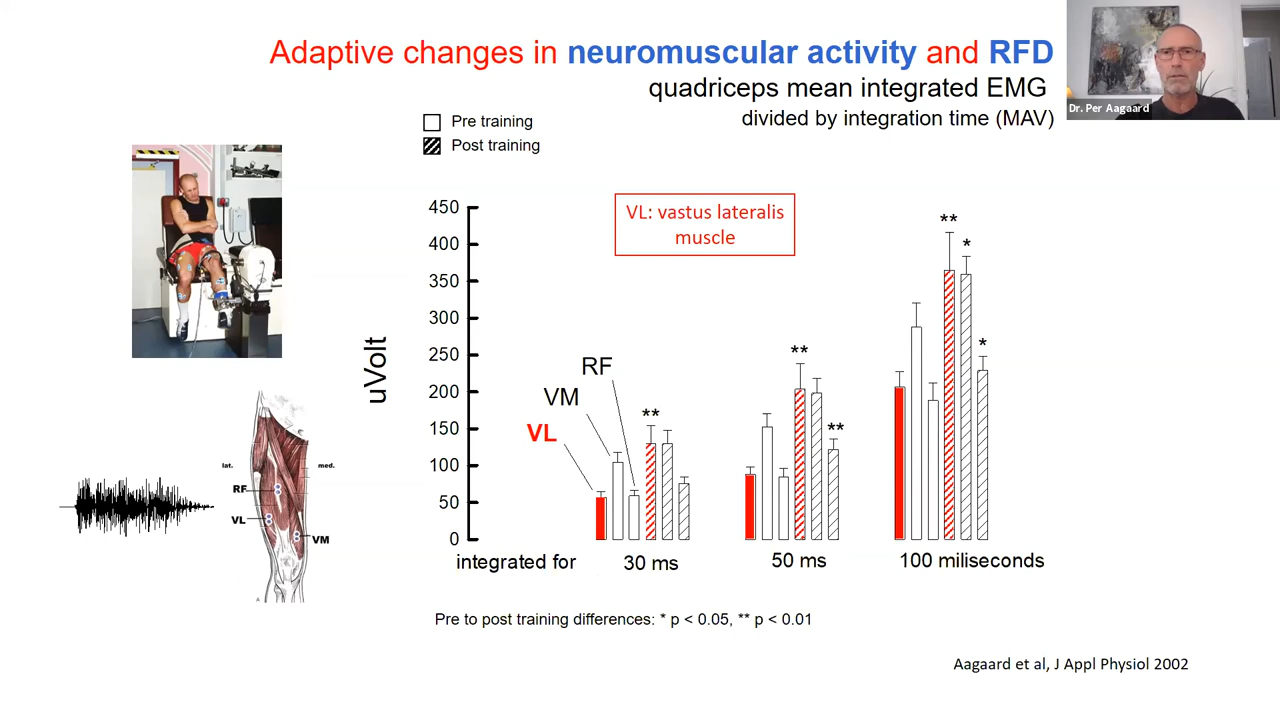 Adaptive changes in neuromuscular activity and RFD
quadriceps mean integrated EMG
divided by integration time (MAV)
Dr. Per Aagaard
Pre training
Post training
VL: vastus lateralis
muscle
450
400
350
300
250
200
150
100
50
0
uVolt
RF
VM
VL
**
**
**
**
*
*
integrated for
30 ms
50 ms
100 miliseconds
lat.
med.
RF
VL
VM
Pre to post training differences: * p < 0.05, ** p < 0.01
Aagaard et al, J Appl Physiol 2002